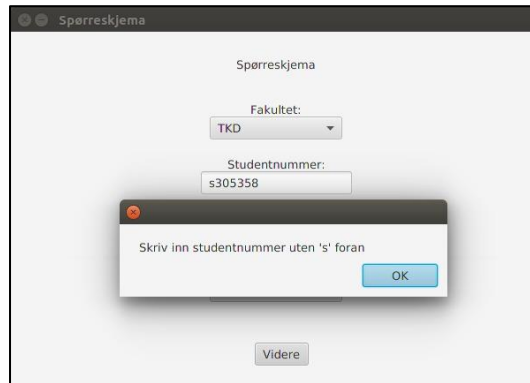 Spørreskjema
Spørreskjema
Fakultet:
TKD
Studentnummer:
s305358
Skriv inn studentnummer uten 's' foran
OK
Videre